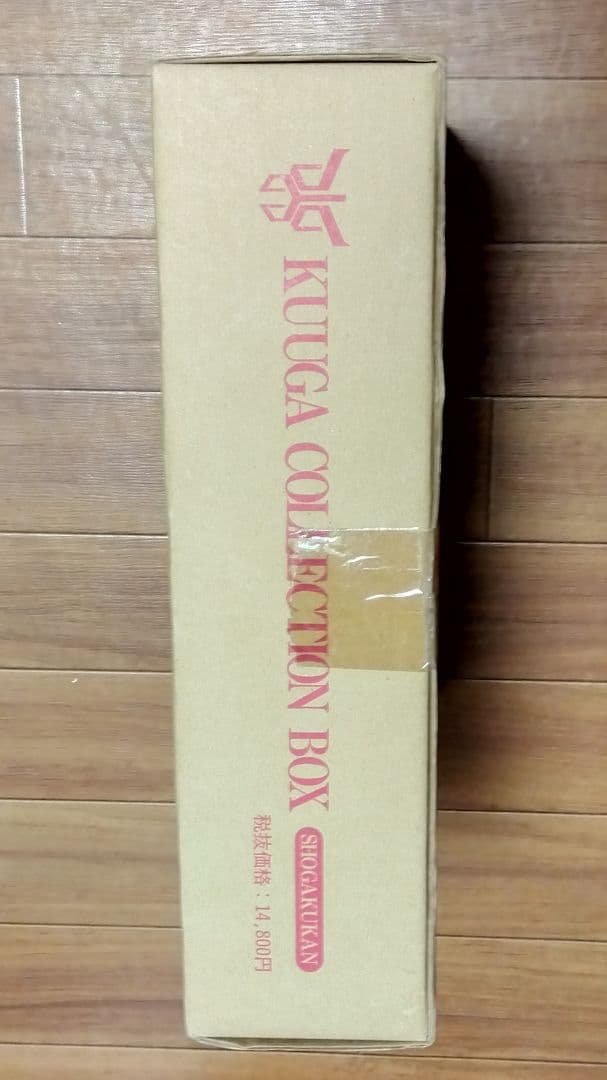 KUUGA COLLECTION BOX
SHOGAKUKAN
税抜価格：14,800円